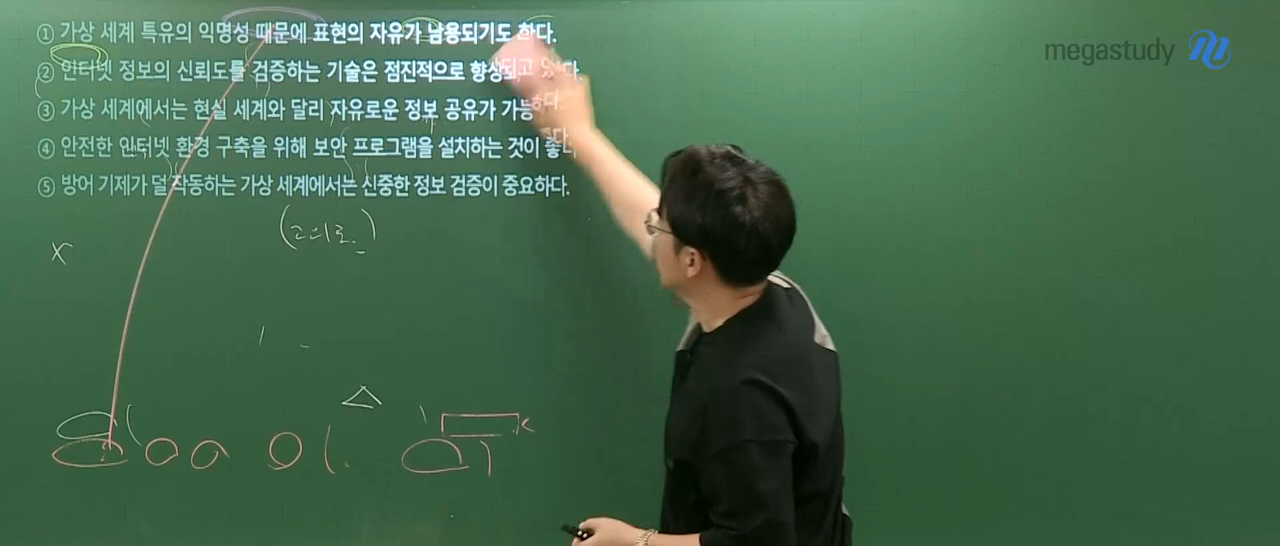 ① 가상 세계 특유의 익명성 때문에 표현의 자유가 남용되기도 한다.
megastudy
② 인터넷 정보의 신뢰도를 검증하는 기술은 점진적으로 향상되고 있다.
③ 가상 세계에서는 현실 세계와 달리 자유로운 정보 공유가 가능하다.
④ 안전한 인터넷 환경 구축을 위해 보안 프로그램을 설치하는 것이 좋다.
⑤ 방어 기제가 덜 작동하는 가상 세계에서는 신중한 정보 검증이 중요하다.
x